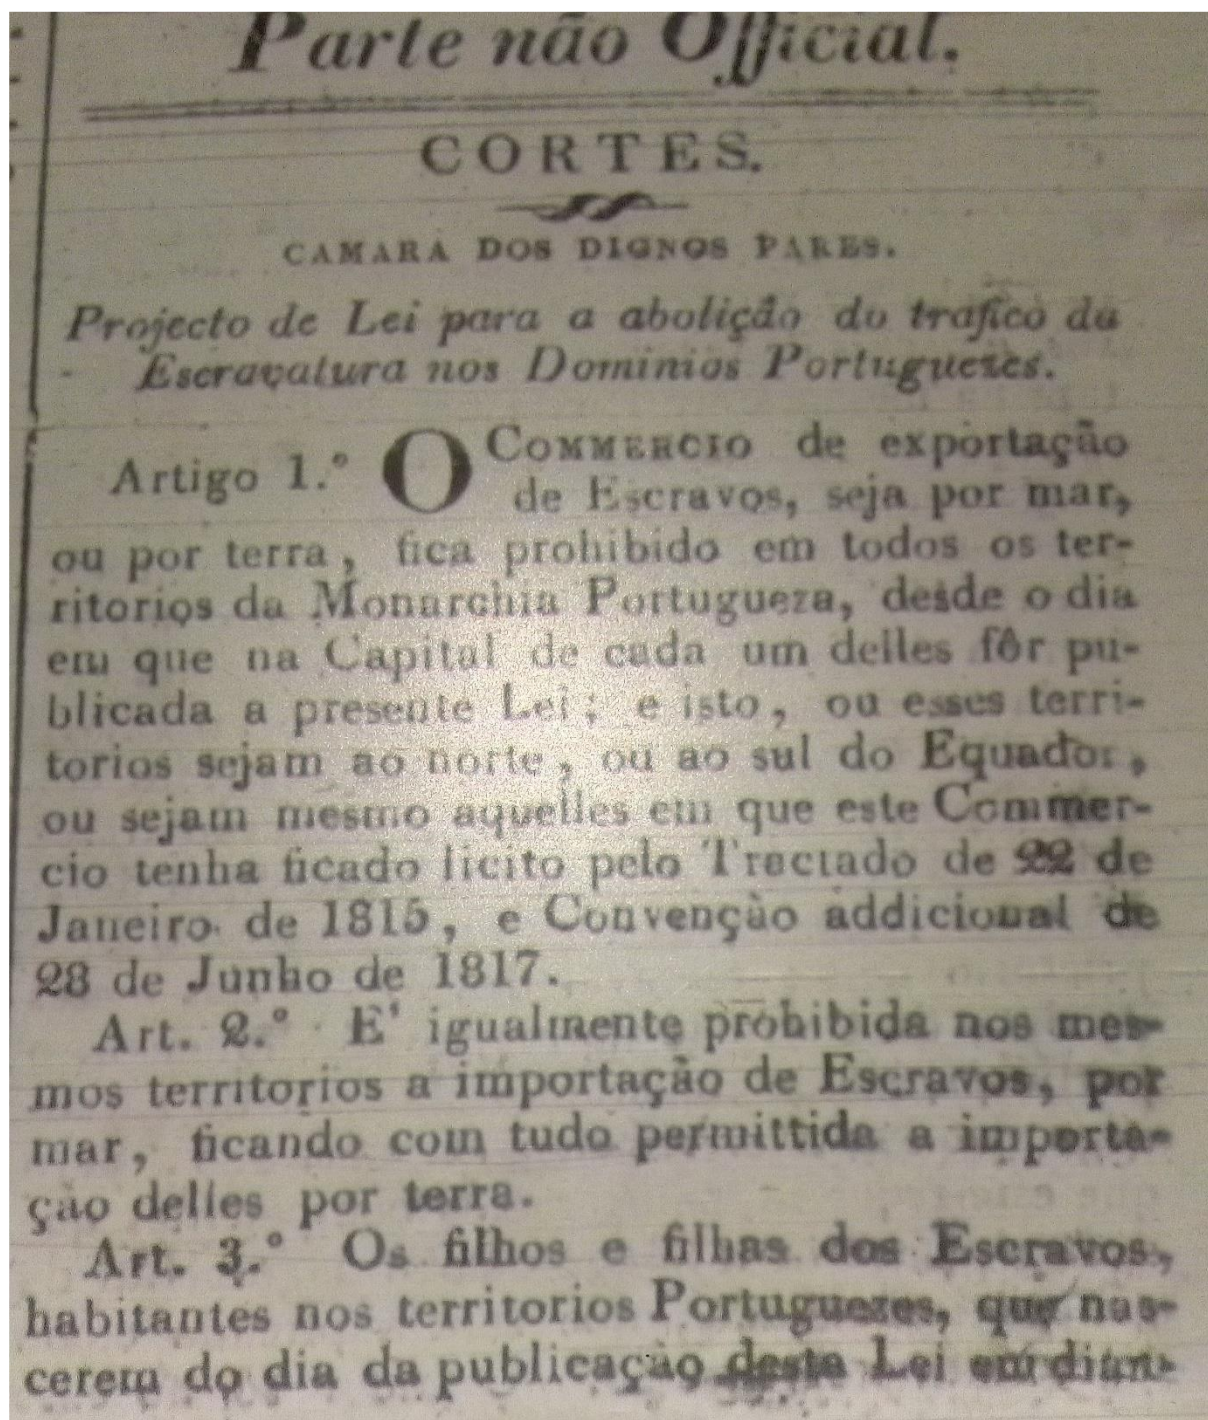 Parte não Official.
CORTES.
CAMARA DOS DIGNOS PARES.
Projecto de Lei para a abolição do trafico da
Escravatura nos Dominios Portuguezes.
Artigo 1.º O COMMERCIO de exportação
de Escravos, seja por mar,
ou por terra, fica prohibido em todos os ter-
ritorios da Monarchia Portugueza, desde o dia
em que na Capital de cada um delles fôr pu-
blicada a presente Lei; e isto, ou esses terri-
torios sejam ao norte, ou ao sul do Equador,
ou sejam mesmo aquelles em que este Commer-
cio tenha ficado licito pelo Tractado de 22 de
Janeiro de 1815, e Convenção addicional de
28 de Junho de 1817.
Art. 2.º E' igualmente prohibida nos mes-
mos territorios a importação de Escravos, por
mar, ficando com tudo permittida a importa-
ção delles por terra.
Art. 3.º Os filhos e filhas dos Escravos,
habitantes nos territorios Portuguezes, que nas-
cerem do dia da publicação desta Lei em dian-